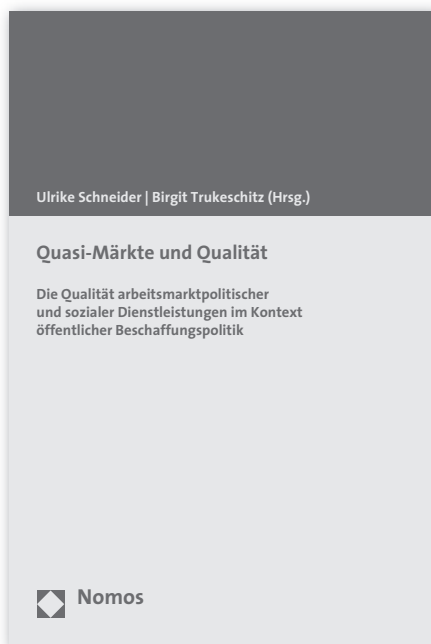 Ulrike Schneider | Birgit Trukeschitz (Hrsg.)
Quasi-Märkte und Qualität
Die Qualität arbeitsmarktpolitischer
und sozialer Dienstleistungen im Kontext
öffentlicher Beschaffungspolitik
Nomos